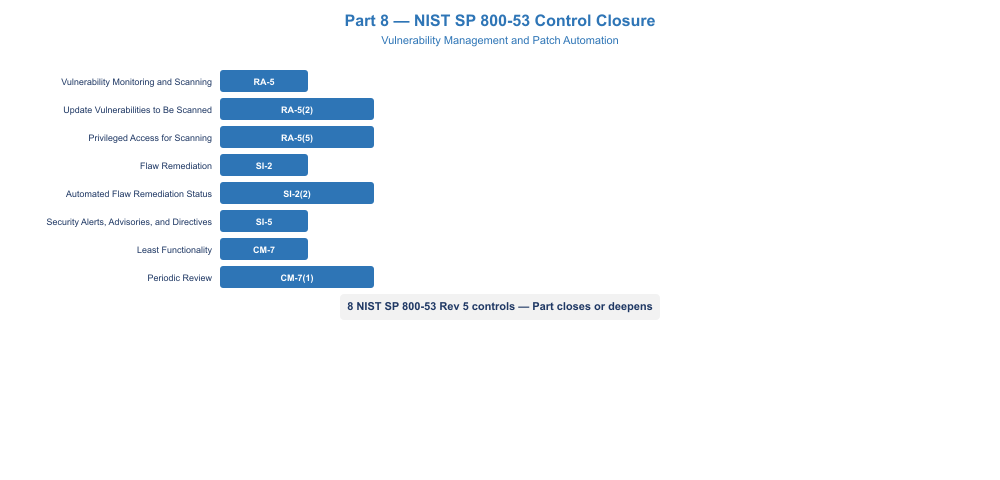 Part 8 — NIST SP 800-53 Control Closure
Vulnerability Management and Patch Automation
Vulnerability Monitoring and Scanning RA-5
Update Vulnerabilities to Be Scanned RA-5(2)
Privileged Access for Scanning RA-5(5)
Flaw Remediation SI-2
Automated Flaw Remediation Status SI-2(2)
Security Alerts, Advisories, and Directives SI-5
Least Functionality CM-7
Periodic Review CM-7(1)
8 NIST SP 800-53 Rev 5 controls — Part closes or deepens